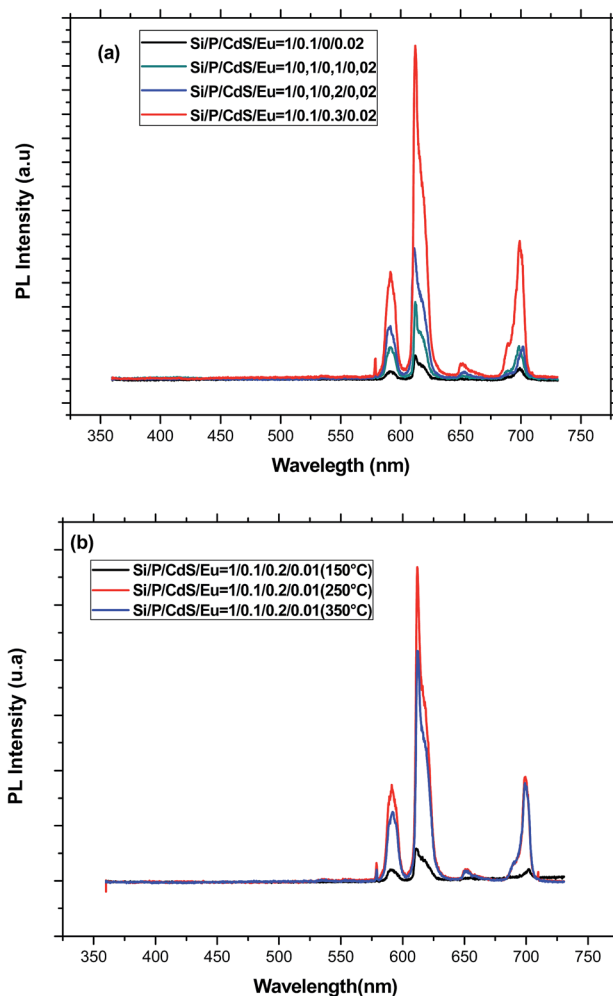 (a)
Si/P/CdS/Eu=1/0.1/0/0.02
Si/P/CdS/Eu=1/0,1/0,1/0,02
Si/P/CdS/Eu=1/0,1/0,2/0,02
Si/P/CdS/Eu=1/0.1/0.3/0.02
PL Intensity (a.u)
350 400 450 500 550 600 650 700 750
Wavelegth (nm)
(b)
Si/P/CdS/Eu=1/0.1/0.2/0.01(150°C)
Si/P/CdS/Eu=1/0.1/0.2/0.01(250°C)
Si/P/CdS/Eu=1/0.1/0.2/0.01(350°C)
PL Intensity (u.a)
350 400 450 500 550 600 650 700 750
Wavelength(nm)